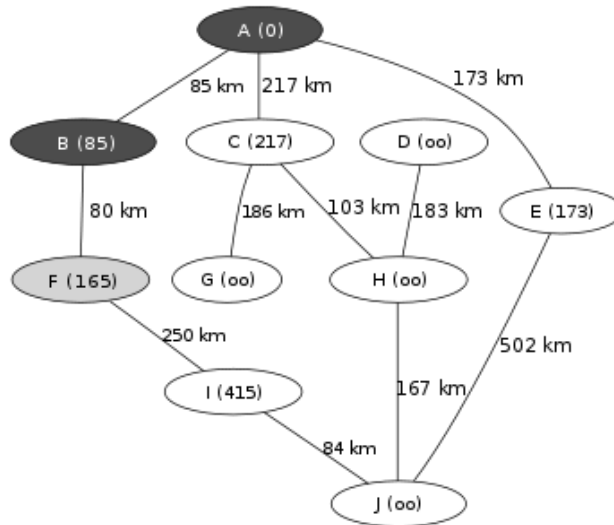 A (0)
85 km
217 km
173 km
B (85)
C (217)
D (oo)
80 km
186 km
103 km
183 km
E (173)
F (165)
G (oo)
H (oo)
250 km
502 km
I (415)
167 km
84 km
J (oo)